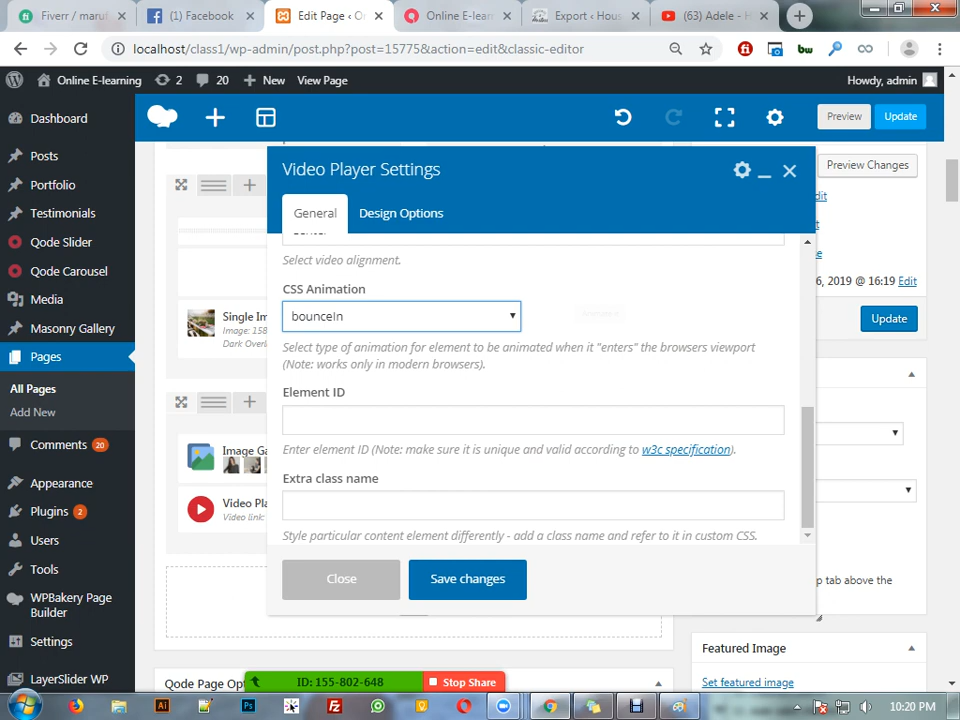 Fiverr / maruf
(1) Facebook
Edit Page ‹ O
Online E-learn
Export ‹ Hous
(63) Adele - H
localhost/class1/wp-admin/post.php?post=15775&action=edit&classic-editor
bw
Online E-learning
2
20
New
View Page
Howdy, admin
Dashboard
Posts
Portfolio
Testimonials
Qode Slider
Qode Carousel
Media
Masonry Gallery
Pages
All Pages
Add New
Comments 20
Appearance
Plugins 2
Users
Tools
WPBakery Page
Builder
Settings
LayerSlider WP
Preview
Update
Preview Changes
6, 2019 @ 16:19 Edit
Update
Video Player Settings
General
Design Options
Select video alignment.
CSS Animation
bounceIn
Animate it
Select type of animation for element to be animated when it "enters" the browsers viewport
(Note: works only in modern browsers).
Element ID
Enter element ID (Note: make sure it is unique and valid according to w3c specification).
Extra class name
Style particular content element differently - add a class name and refer to it in custom CSS.
Close
Save changes
Single Im
Image: 158
Dark Overl
Image Ga
Video Pla
Video link:
p tab above the
Featured Image
Set featured image
Qode Page Opt
ID: 155-802-648
Stop Share
10:20 PM